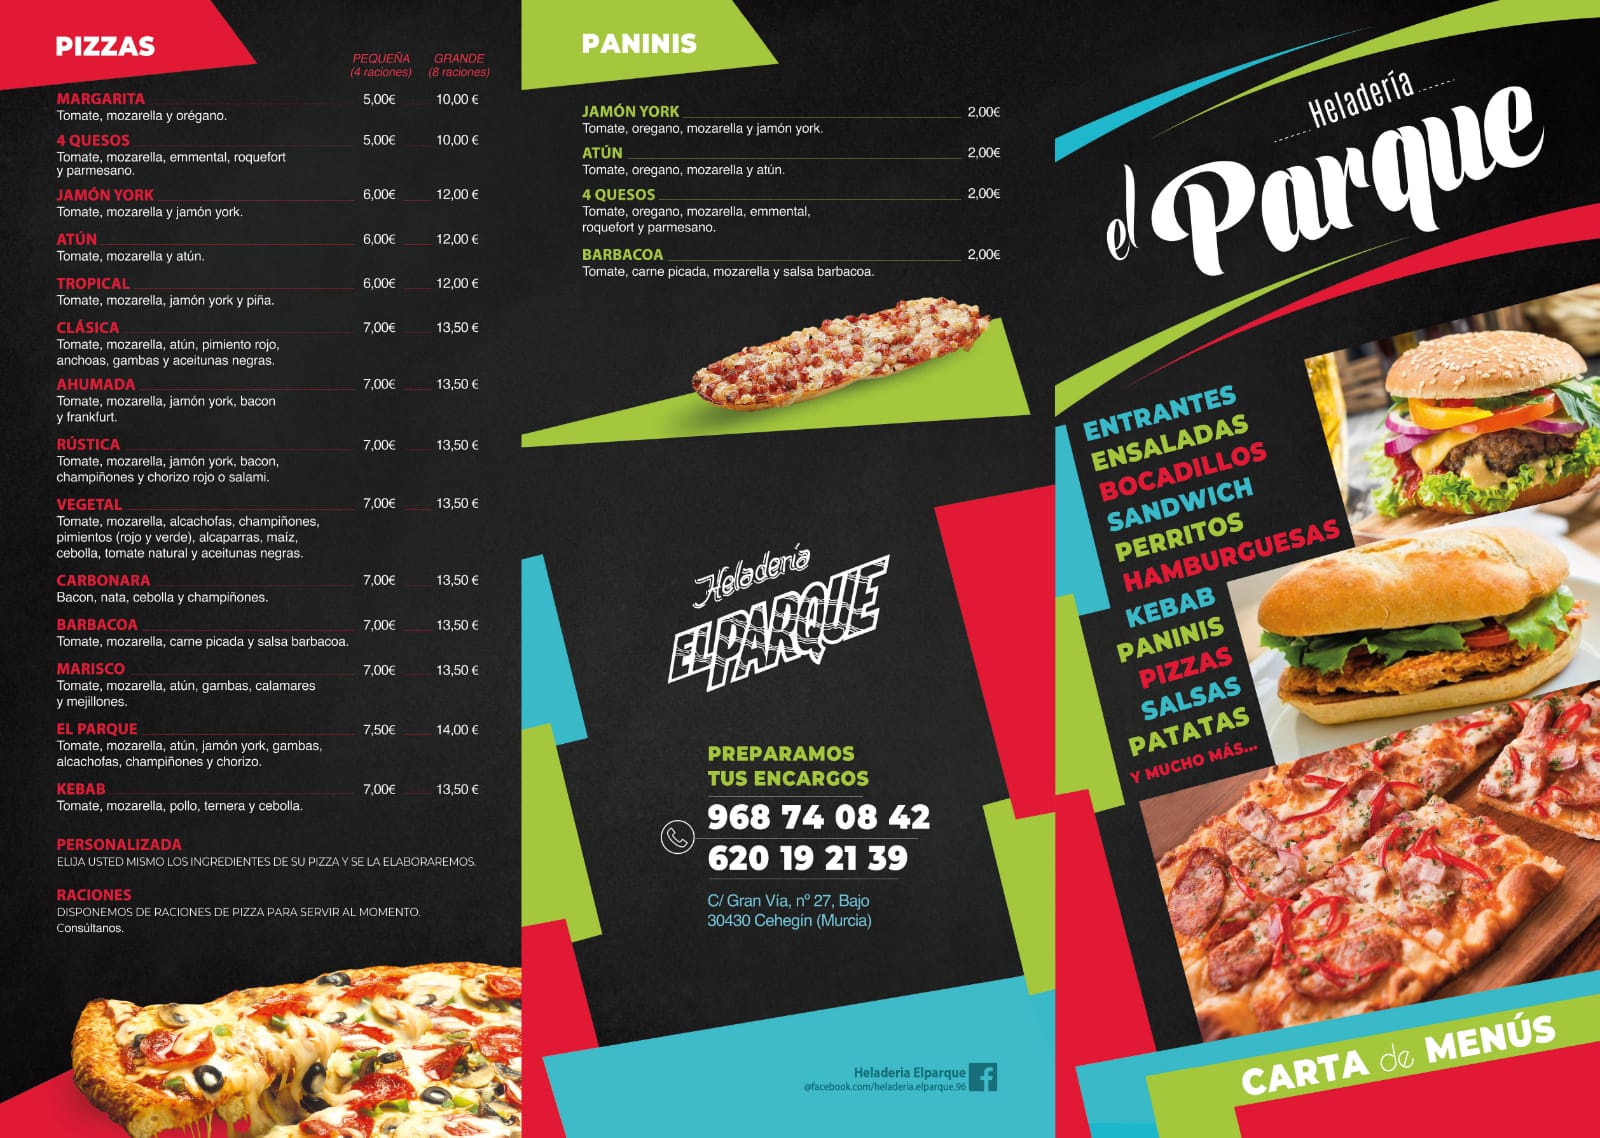 PIZZAS
PEQUEÑA GRANDE
(4 raciones) (8 raciones)
MARGARITA 5,00€ 10,00 €
Tomate, mozarella y orégano.
4 QUESOS 5,00€ 10,00 €
Tomate, mozarella, emmental, roquefort
y parmesano.
JAMÓN YORK 6,00€ 12,00 €
Tomate, mozarella y jamón york.
ATÚN 6,00€ 12,00 €
Tomate, mozarella y atún.
TROPICAL 6,00€ 12,00 €
Tomate, mozarella, jamón york y piña.
CLÁSICA 7,00€ 13,50 €
Tomate, mozarella, atún, pimiento rojo,
anchoas, gambas y aceitunas negras.
AHUMADA 7,00€ 13,50 €
Tomate, mozarella, jamón york, bacon
y frankfurt.
RÚSTICA 7,00€ 13,50 €
Tomate, mozarella, jamón york, bacon,
champiñones y chorizo rojo o salami.
VEGETAL 7,00€ 13,50 €
Tomate, mozarella, alcachofas, champiñones,
pimientos (rojo y verde), alcaparras, maíz,
cebolla, tomate natural y aceitunas negras.
CARBONARA 7,00€ 13,50 €
Bacon, nata, cebolla y champiñones.
BARBACOA 7,00€ 13,50 €
Tomate, mozarella, carne picada y salsa barbacoa.
MARISCO 7,00€ 13,50 €
Tomate, mozarella, atún, gambas, calamares
y mejillones.
EL PARQUE 7,50€ 14,00 €
Tomate, mozarella, atún, jamón york, gambas,
alcachofas, champiñones y chorizo.
KEBAB 7,00€ 13,50 €
Tomate, mozarella, pollo, ternera y cebolla.
PERSONALIZADA
ELIJA USTED MISMO LOS INGREDIENTES DE SU PIZZA Y SE LA ELABORAREMOS.
RACIONES
DISPONEMOS DE RACIONES DE PIZZA PARA SERVIR AL MOMENTO.
Consúltanos.
PANINIS
JAMÓN YORK 2,00€
Tomate, oregano, mozarella y jamón york.
ATÚN 2,00€
Tomate, oregano, mozarella y atún.
4 QUESOS 2,00€
Tomate, oregano, mozarella, emmental,
roquefort y parmesano.
BARBACOA 2,00€
Tomate, carne picada, mozarella y salsa barbacoa.
Heladería
EL PARQUE
PREPARAMOS
TUS ENCARGOS
968 74 08 42
620 19 21 39
C/ Gran Vía, nº 27, Bajo
30430 Cehegín (Murcia)
Heladeria Elparque
@facebook.com/heladeria.elparque.96
Heladería
el Parque
ENTRANTES
ENSALADAS
BOCADILLOS
SANDWICH
PERRITOS
HAMBURGUESAS
KEBAB
PANINIS
PIZZAS
SALSAS
PATATAS
Y MUCHO MÁS...
CARTA de MENÚS